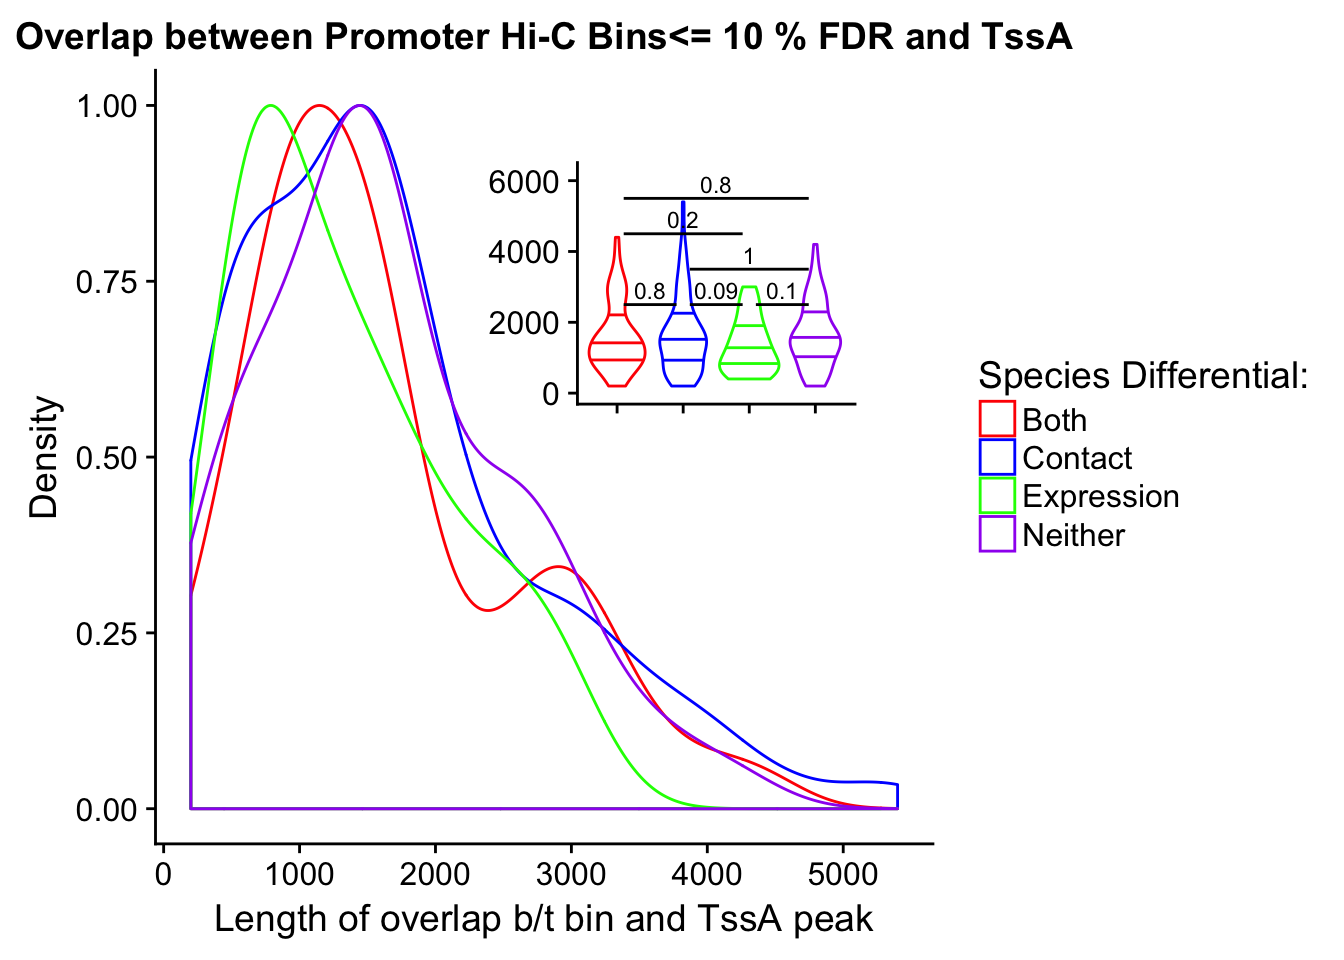 Overlap between Promoter Hi-C Bins<= 10 % FDR and TssA
Density
1.00
0.75
0.50
0.25
0.00
0
1000
2000
3000
4000
5000
Length of overlap b/t bin and TssA peak
6000
4000
2000
0
0.8
0.2
1
0.8
0.09
0.1
Species Differential:
Both
Contact
Expression
Neither